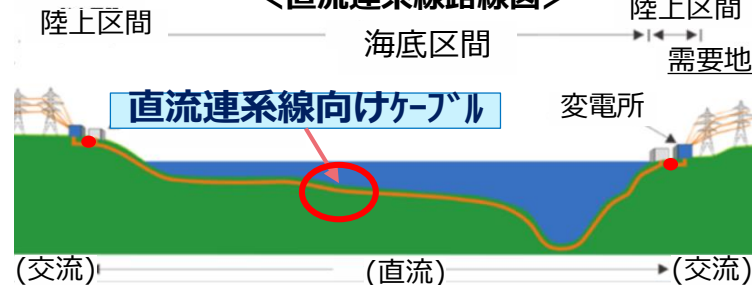 <直流連系線路線図>
陸上区間
陸上区間
海底区間
需要地
直流連系線向けｹｰﾌﾞﾙ
変電所
(交流)
(直流)
(交流)